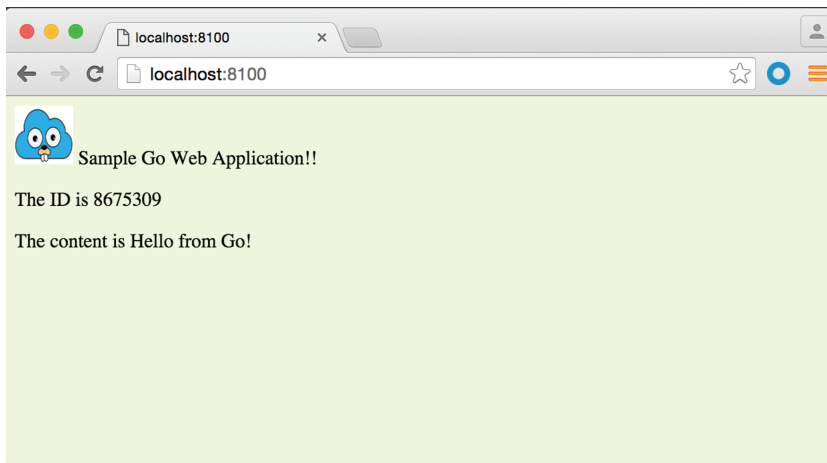 localhost:8100
localhost:8100
Sample Go Web Application!!
The ID is 8675309
The content is Hello from Go!